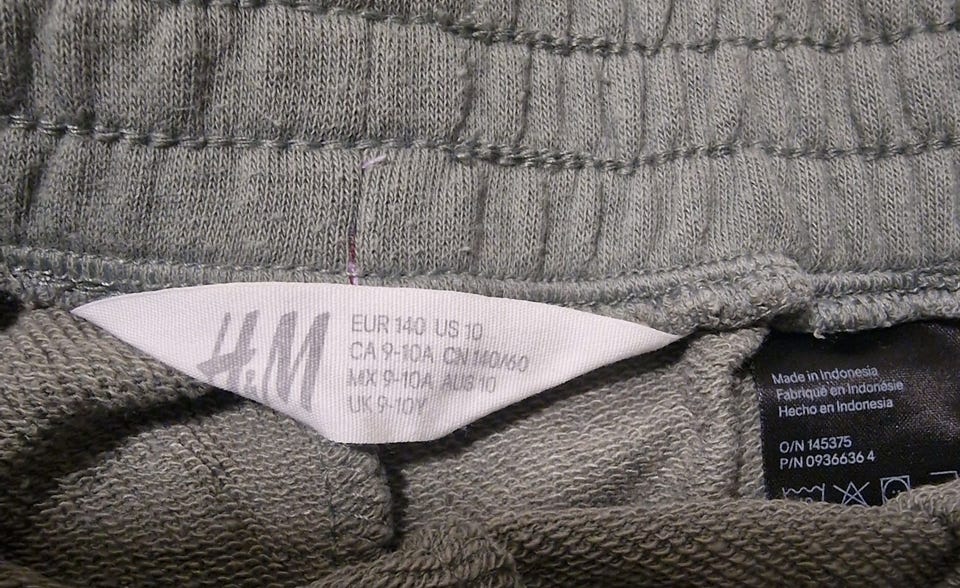 H&M
EUR 140 US 10
CA 9-10A CN 140/60
MX 9-10A AUS 10
UK 9-10Y
Made in Indonesia
Fabriqué en Indonésie
Hecho en Indonesia
O/N 145375
P/N 0936636 4